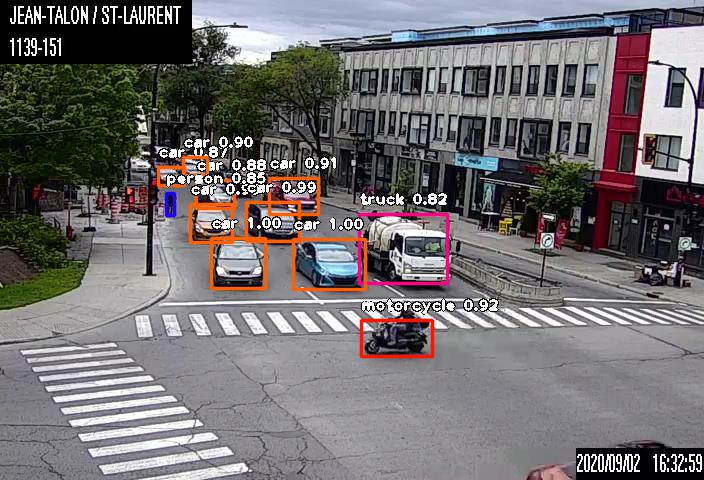 JEAN-TALON / ST-LAURENT
1139-151
car 0.90
car 0.87
car 0.88
car 0.91
person 0.85
car 0.99
car 1.00
car 1.00
truck 0.82
motorcycle 0.92
2020/09/02 16:32:59